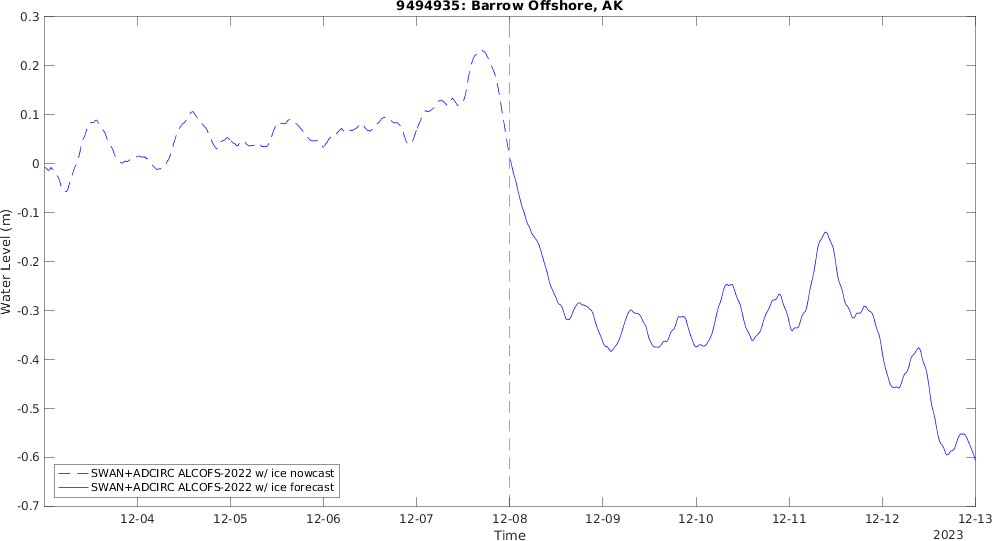 9494935: Barrow Offshore, AK
0.3
0.2
0.1
0
-0.1
-0.2
-0.3
-0.4
-0.5
-0.6
-0.7
Water Level (m)
SWAN+ADCIRC ALCOFS-2022 w/ ice nowcast
SWAN+ADCIRC ALCOFS-2022 w/ ice forecast
12-04 12-05 12-06 12-07 12-08 12-09 12-10 12-11 12-12 12-13
Time
2023